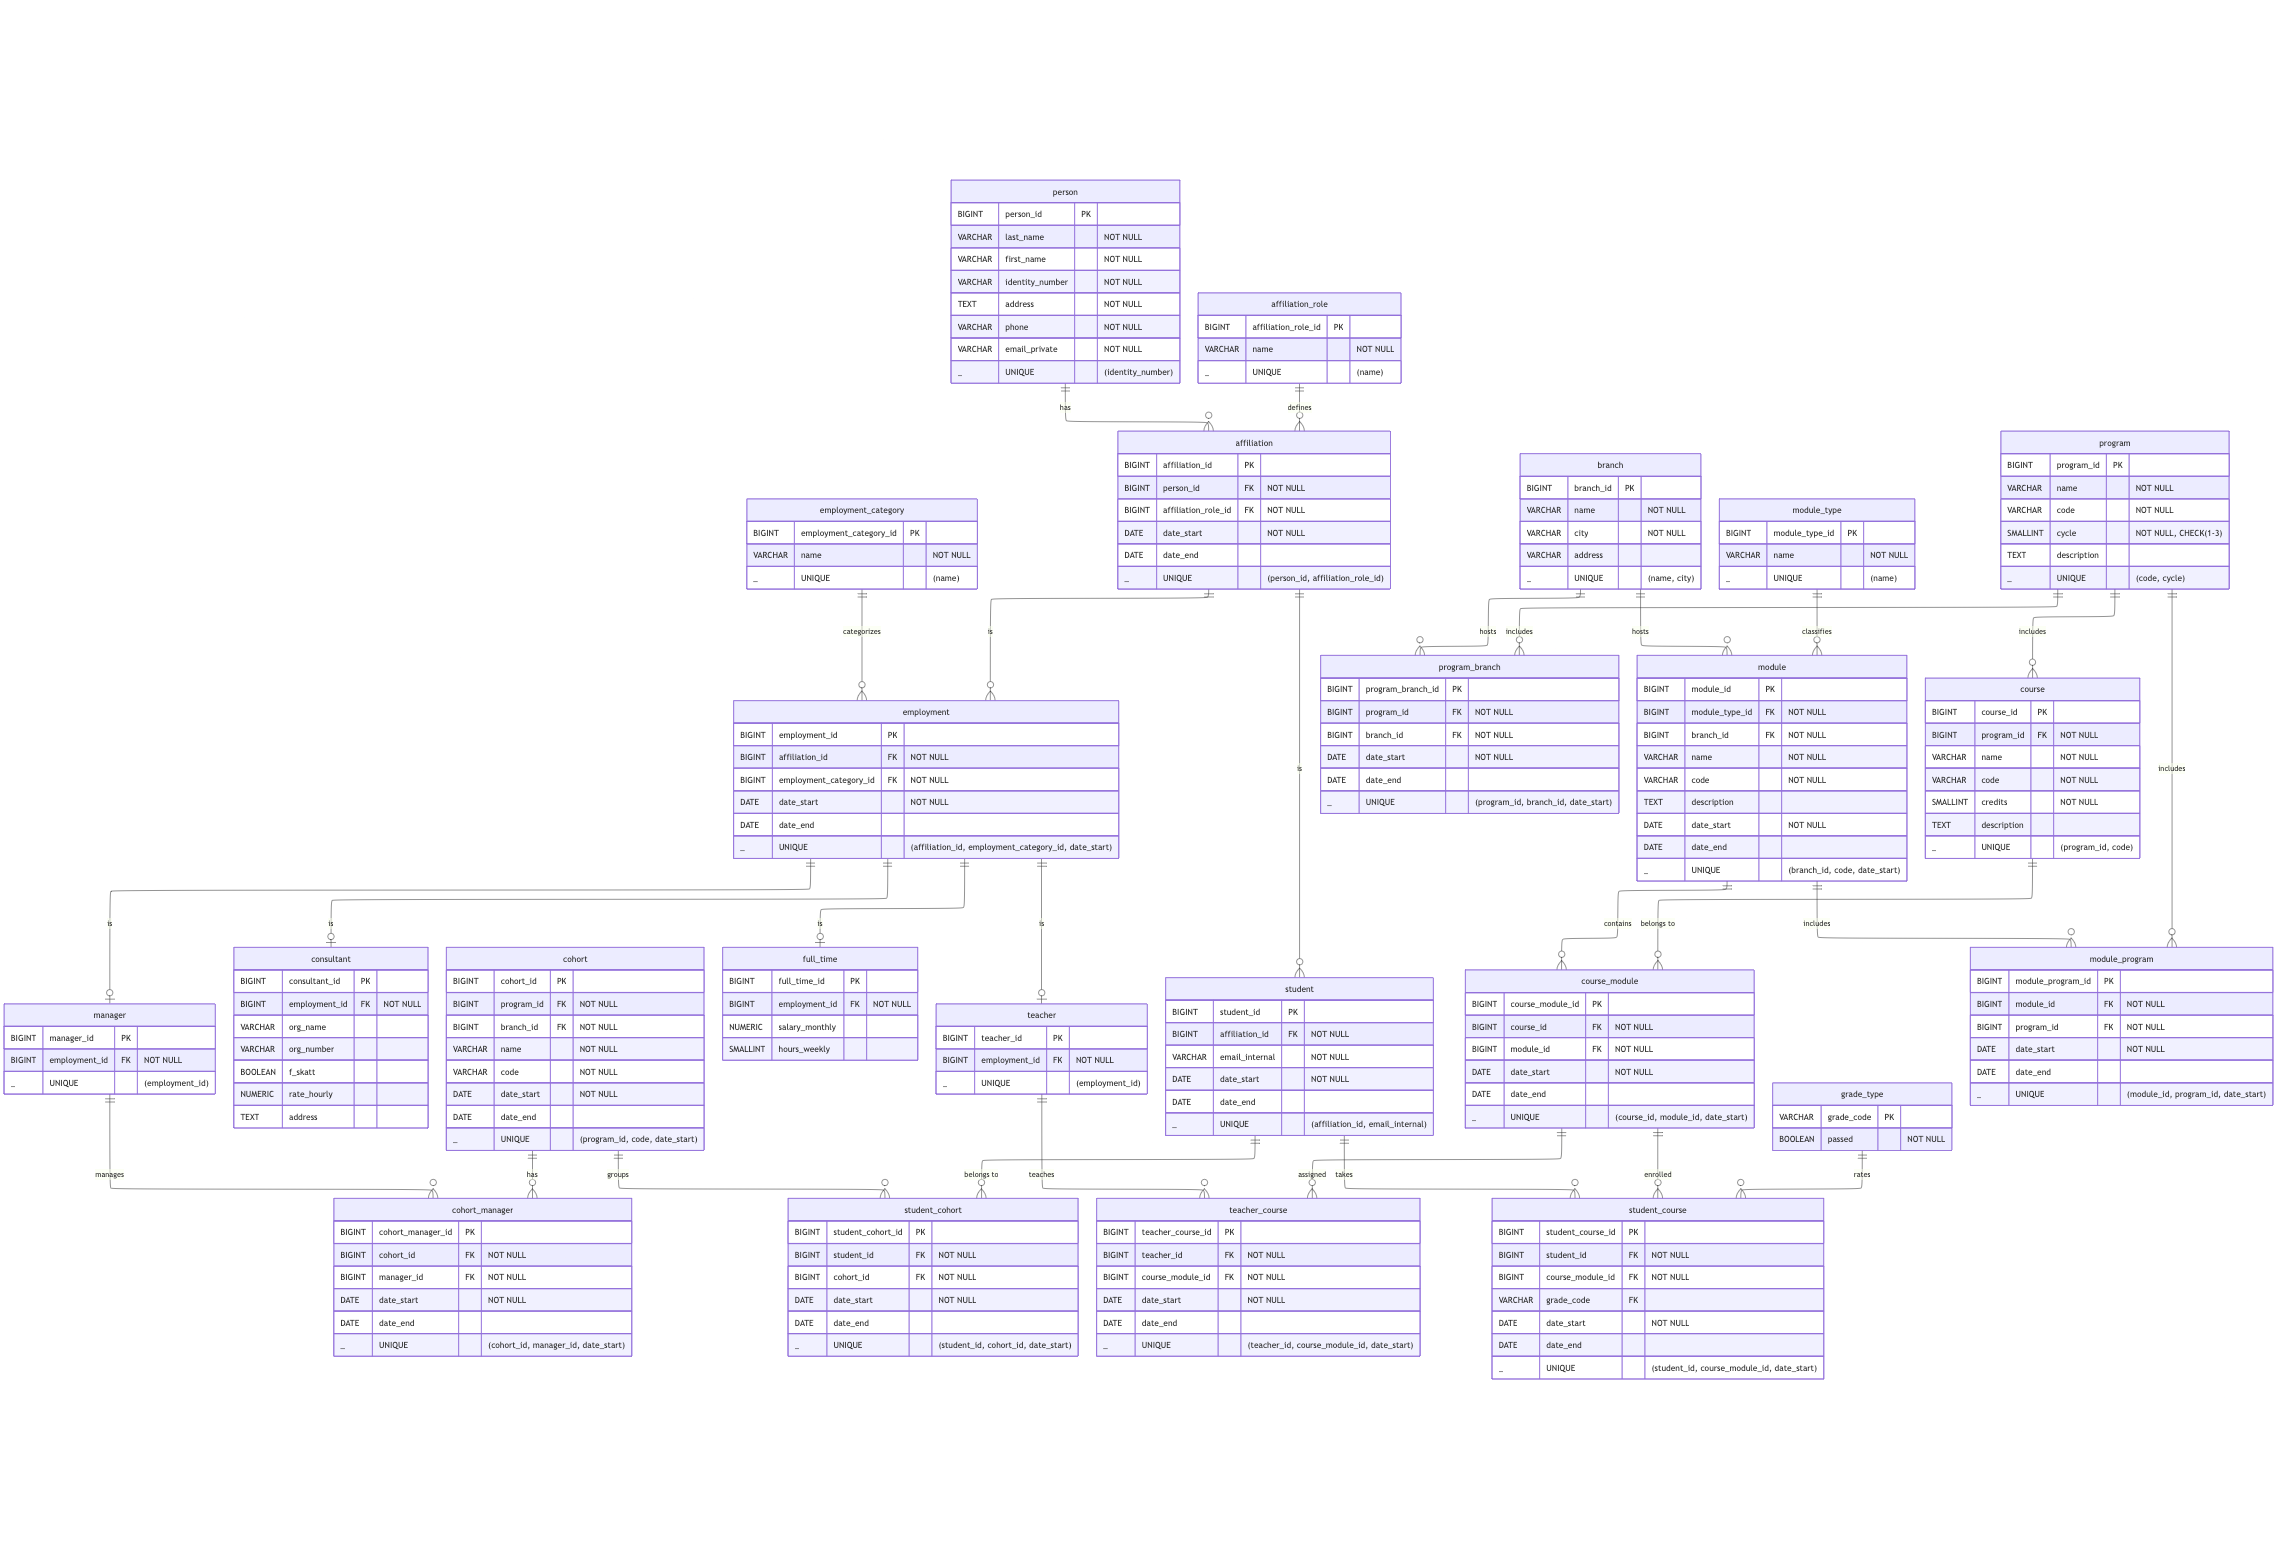 person
BIGINT person_id PK
VARCHAR last_name NOT NULL
VARCHAR first_name NOT NULL
VARCHAR identity_number NOT NULL
TEXT address NOT NULL
VARCHAR phone NOT NULL
VARCHAR email_private NOT NULL
_ UNIQUE (identity_number)
affiliation_role
BIGINT affiliation_role_id PK
VARCHAR name NOT NULL
_ UNIQUE (name)
has
defines
affiliation
BIGINT affiliation_id PK
BIGINT person_id FK NOT NULL
BIGINT affiliation_role_id FK NOT NULL
DATE date_start NOT NULL
DATE date_end
_ UNIQUE (person_id, affiliation_role_id)
program
BIGINT program_id PK
VARCHAR name NOT NULL
VARCHAR code NOT NULL
SMALLINT cycle NOT NULL, CHECK(1-3)
TEXT description
_ UNIQUE (code, cycle)
branch
BIGINT branch_id PK
VARCHAR name NOT NULL
VARCHAR city NOT NULL
VARCHAR address
_ UNIQUE (name, city)
employment_category
BIGINT employment_category_id PK
VARCHAR name NOT NULL
_ UNIQUE (name)
module_type
BIGINT module_type_id PK
VARCHAR name NOT NULL
_ UNIQUE (name)
categorizes
is
hosts
includes
hosts
classifies
includes
program_branch
BIGINT program_branch_id PK
BIGINT program_id FK NOT NULL
BIGINT branch_id FK NOT NULL
DATE date_start NOT NULL
DATE date_end
_ UNIQUE (program_id, branch_id, date_start)
module
BIGINT module_id PK
BIGINT module_type_id FK NOT NULL
BIGINT branch_id FK NOT NULL
VARCHAR name NOT NULL
VARCHAR code NOT NULL
TEXT description
DATE date_start NOT NULL
DATE date_end
_ UNIQUE (branch_id, code, date_start)
course
BIGINT course_id PK
BIGINT program_id FK NOT NULL
VARCHAR name NOT NULL
VARCHAR code NOT NULL
SMALLINT credits NOT NULL
TEXT description
_ UNIQUE (program_id, code)
employment
BIGINT employment_id PK
BIGINT affiliation_id FK NOT NULL
BIGINT employment_category_id FK NOT NULL
DATE date_start NOT NULL
DATE date_end
_ UNIQUE (affiliation_id, employment_category_id, date_start)
is
includes
is
is
is
is
contains
belongs to
includes
consultant
BIGINT consultant_id PK
BIGINT employment_id FK NOT NULL
VARCHAR org_name
VARCHAR org_number
BOOLEAN f_skatt
NUMERIC rate_hourly
TEXT address
cohort
BIGINT cohort_id PK
BIGINT program_id FK NOT NULL
BIGINT branch_id FK NOT NULL
VARCHAR name NOT NULL
VARCHAR code NOT NULL
DATE date_start NOT NULL
DATE date_end
_ UNIQUE (program_id, code, date_start)
full_time
BIGINT full_time_id PK
BIGINT employment_id FK NOT NULL
NUMERIC salary_monthly
SMALLINT hours_weekly
module_program
BIGINT module_program_id PK
BIGINT module_id FK NOT NULL
BIGINT program_id FK NOT NULL
DATE date_start NOT NULL
DATE date_end
_ UNIQUE (module_id, program_id, date_start)
course_module
BIGINT course_module_id PK
BIGINT course_id FK NOT NULL
BIGINT module_id FK NOT NULL
DATE date_start NOT NULL
DATE date_end
_ UNIQUE (course_id, module_id, date_start)
student
BIGINT student_id PK
BIGINT affiliation_id FK NOT NULL
VARCHAR email_internal NOT NULL
DATE date_start NOT NULL
DATE date_end
_ UNIQUE (affiliation_id, email_internal)
manager
BIGINT manager_id PK
BIGINT employment_id FK NOT NULL
_ UNIQUE (employment_id)
teacher
BIGINT teacher_id PK
BIGINT employment_id FK NOT NULL
_ UNIQUE (employment_id)
grade_type
VARCHAR grade_code PK
BOOLEAN passed NOT NULL
manages
has
groups
belongs to
teaches
assigned
takes
enrolled
rates
cohort_manager
BIGINT cohort_manager_id PK
BIGINT cohort_id FK NOT NULL
BIGINT manager_id FK NOT NULL
DATE date_start NOT NULL
DATE date_end
_ UNIQUE (cohort_id, manager_id, date_start)
student_cohort
BIGINT student_cohort_id PK
BIGINT student_id FK NOT NULL
BIGINT cohort_id FK NOT NULL
DATE date_start NOT NULL
DATE date_end
_ UNIQUE (student_id, cohort_id, date_start)
teacher_course
BIGINT teacher_course_id PK
BIGINT teacher_id FK NOT NULL
BIGINT course_module_id FK NOT NULL
DATE date_start NOT NULL
DATE date_end
_ UNIQUE (teacher_id, course_module_id, date_start)
student_course
BIGINT student_course_id PK
BIGINT student_id FK NOT NULL
BIGINT course_module_id FK NOT NULL
VARCHAR grade_code FK
DATE date_start NOT NULL
DATE date_end
_ UNIQUE (student_id, course_module_id, date_start)